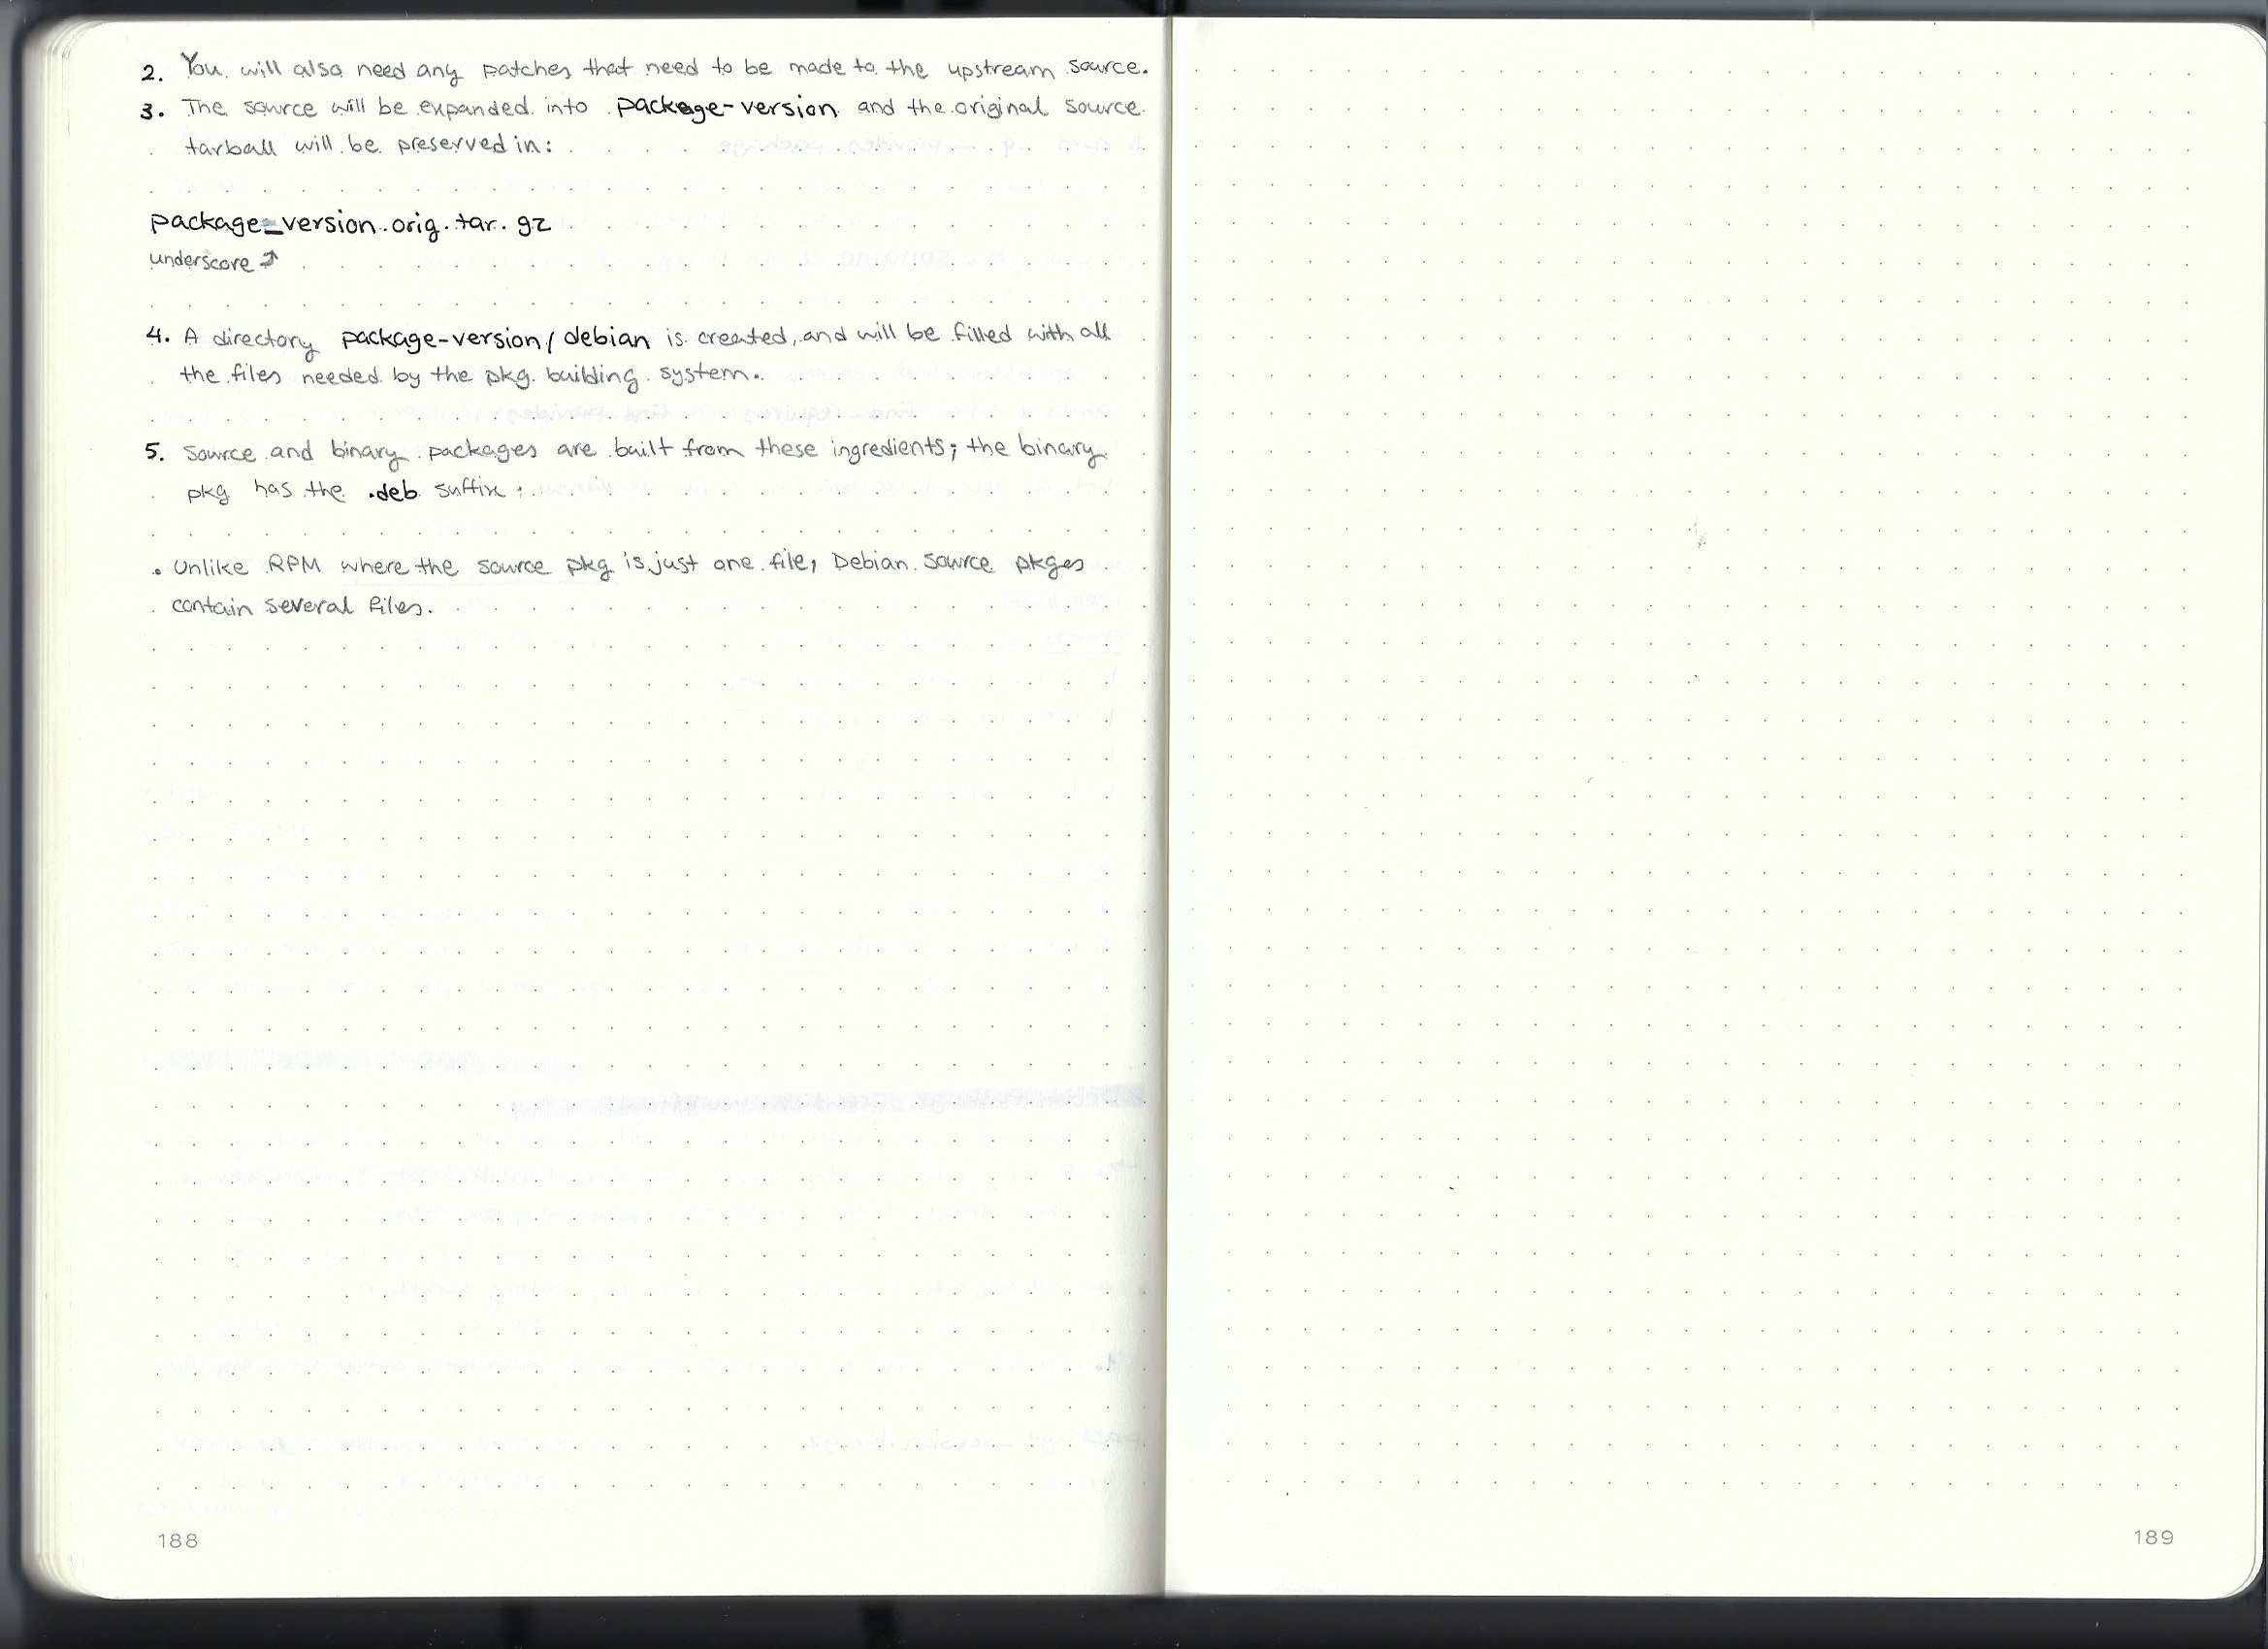 2. You will also need any patches that need to be made to the upstream source.
3. The source will be expanded into package-version and the original source
tarball will be preserved in:
package_version.orig.tar.gz
underscore
4. A directory package-version/debian is created, and will be filled with all
the files needed by the pkg building system.
5. Source and binary packages are built from these ingredients; the binary
pkg has the .deb suffix:
. Unlike RPM where the source pkg is just one file, Debian source pkges
contain several files.
188
189